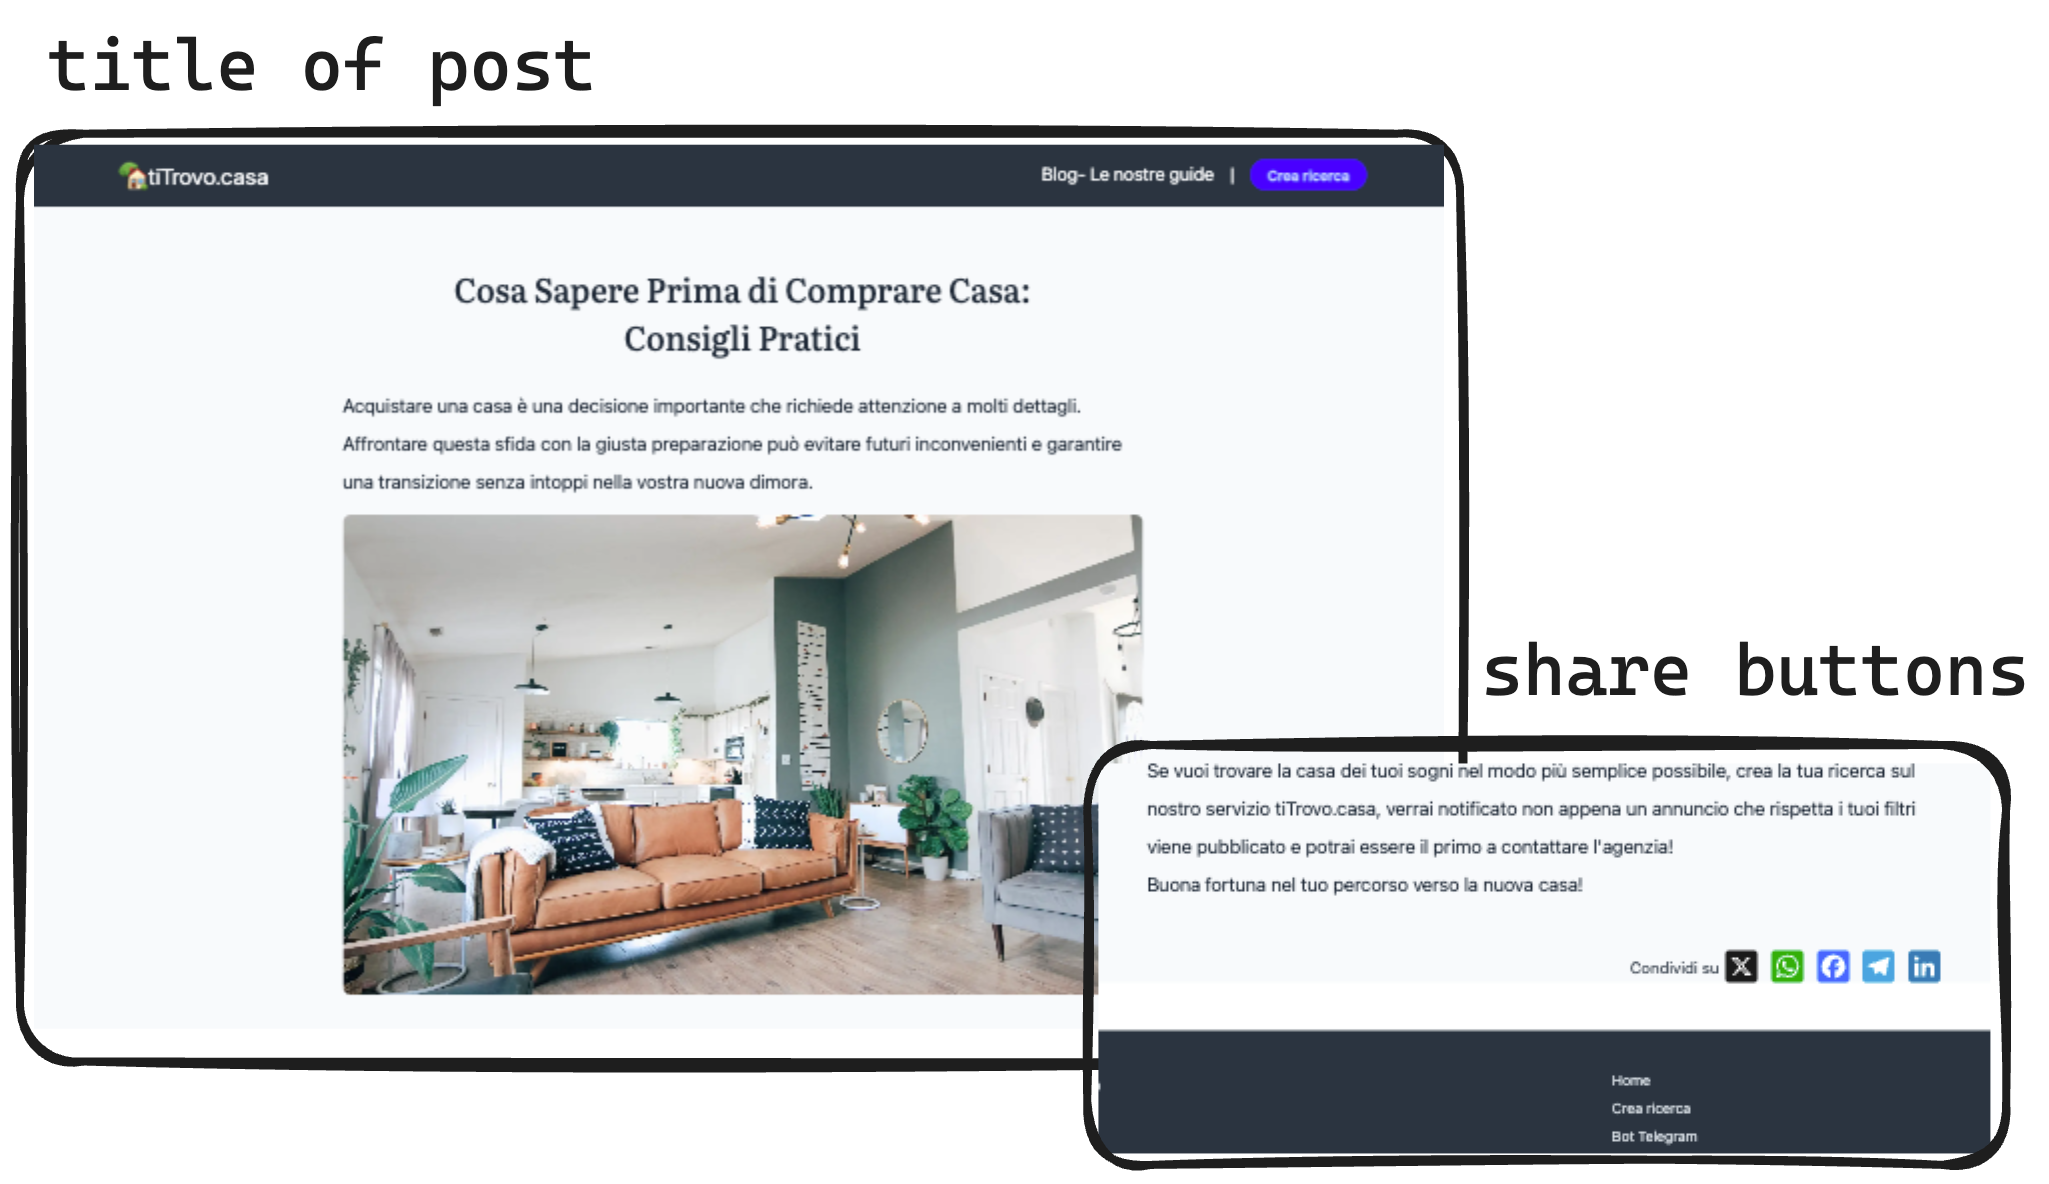 title of post
tiTrovo.casa
Blog- Le nostre guide | Crea ricerca
Cosa Sapere Prima di Comprare Casa:
Consigli Pratici
Acquistare una casa è una decisione importante che richiede attenzione a molti dettagli.
Affrontare questa sfida con la giusta preparazione può evitare futuri inconvenienti e garantire
una transizione senza intoppi nella vostra nuova dimora.
share buttons
Se vuoi trovare la casa dei tuoi sogni nel modo più semplice possibile, crea la tua ricerca sul
nostro servizio tiTrovo.casa, verrai notificato non appena un annuncio che rispetta i tuoi filtri
viene pubblicato e potrai essere il primo a contattare l'agenzia!
Buona fortuna nel tuo percorso verso la nuova casa!
Condividi su
Home
Crea ricerca
Bot Telegram